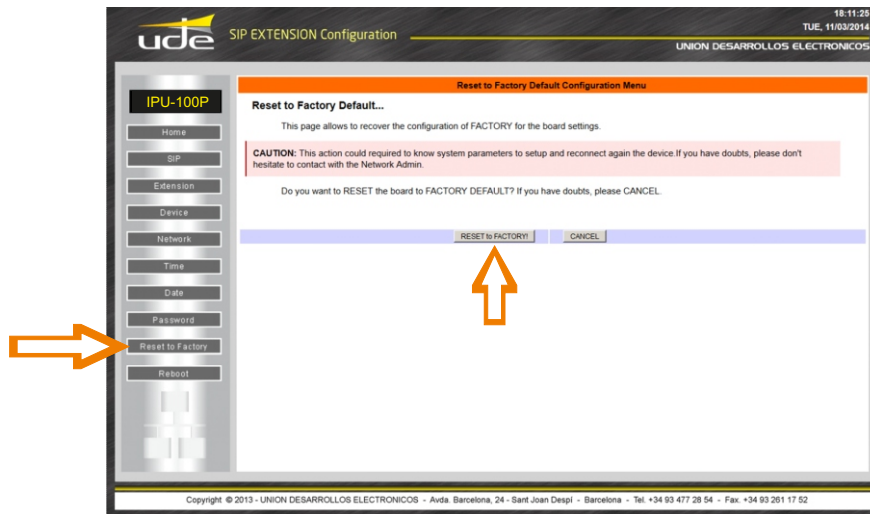 18:11:25
TUE, 11/03/2014
ude
SIP EXTENSION Configuration
UNION DESARROLLOS ELECTRONICOS
IPU-100P
Home
SIP
Extension
Device
Network
Time
Date
Password
Reset to Factory
Reboot
Reset to Factory Default Configuration Menu
Reset to Factory Default...
This page allows to recover the configuration of FACTORY for the board settings.
CAUTION: This action could required to know system parameters to setup and reconnect again the device.If you have doubts, please don't
hesitate to contact with the Network Admin.
Do you want to RESET the board to FACTORY DEFAULT? If you have doubts, please CANCEL.
RESET to FACTORY! CANCEL
Copyright © 2013 - UNION DESARROLLOS ELECTRONICOS - Avda. Barcelona, 24 - Sant Joan Despí - Barcelona - Tel. +34 93 477 28 54 - Fax. +34 93 261 17 52